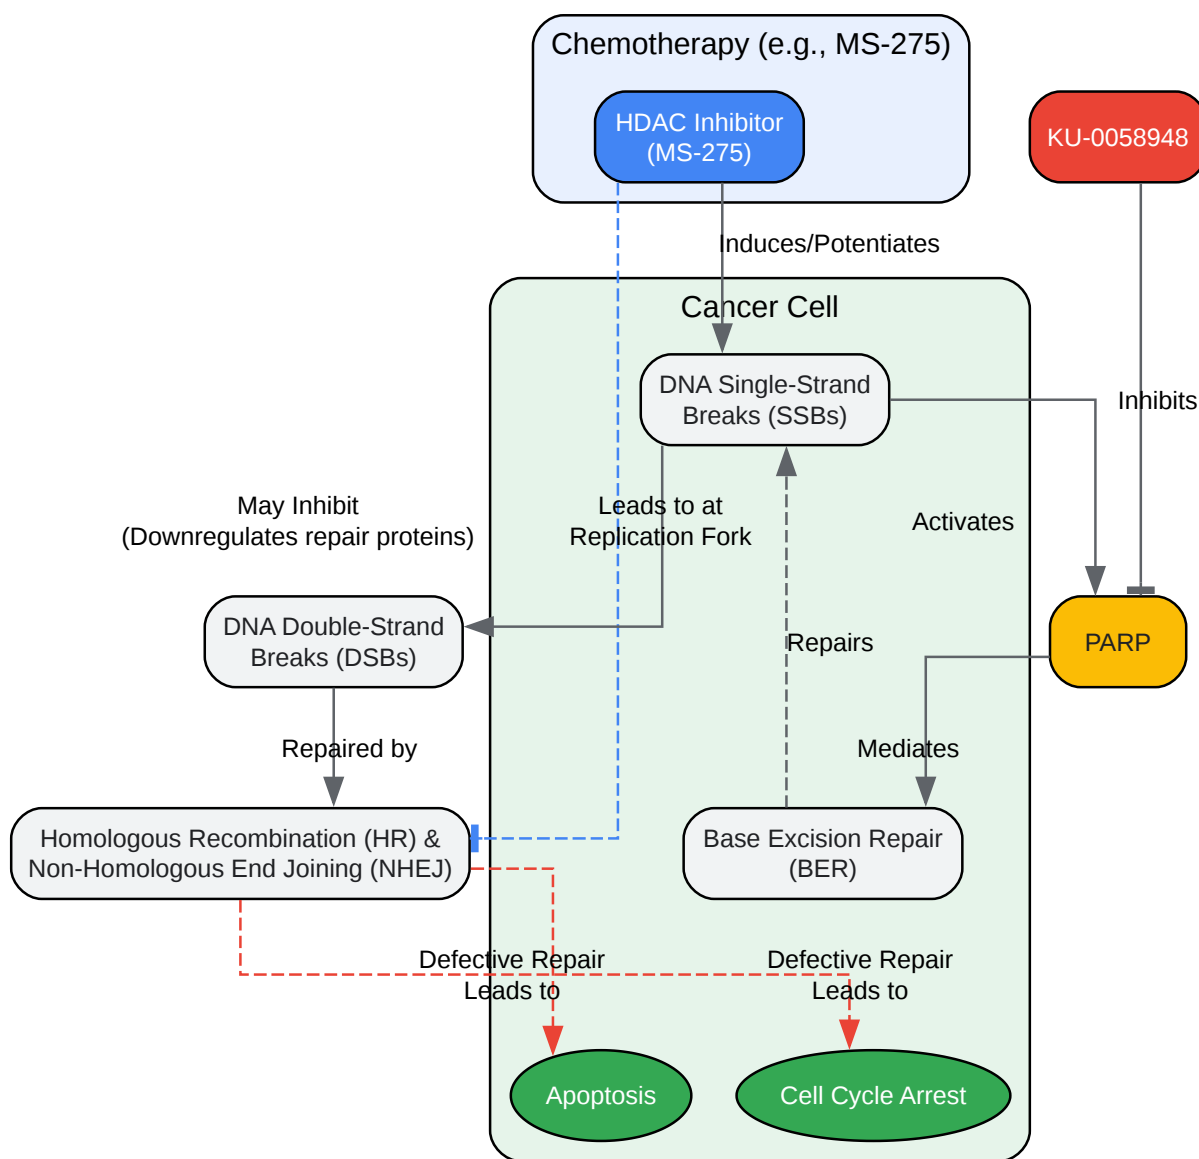 Chemotherapy (e.g., MS-275)
HDAC Inhibitor
(MS-275)
KU-0058948
Induces/Potentiates
Cancer Cell
DNA Single-Strand
Breaks (SSBs)
Inhibits
May Inhibit
(Downregulates repair proteins)
Leads to at
Replication Fork
Activates
DNA Double-Strand
Breaks (DSBs)
Repairs
PARP
Repaired by
Mediates
Homologous Recombination (HR) &
Non-Homologous End Joining (NHEJ)
Base Excision Repair
(BER)
Defective Repair
Leads to
Defective Repair
Leads to
Apoptosis
Cell Cycle Arrest